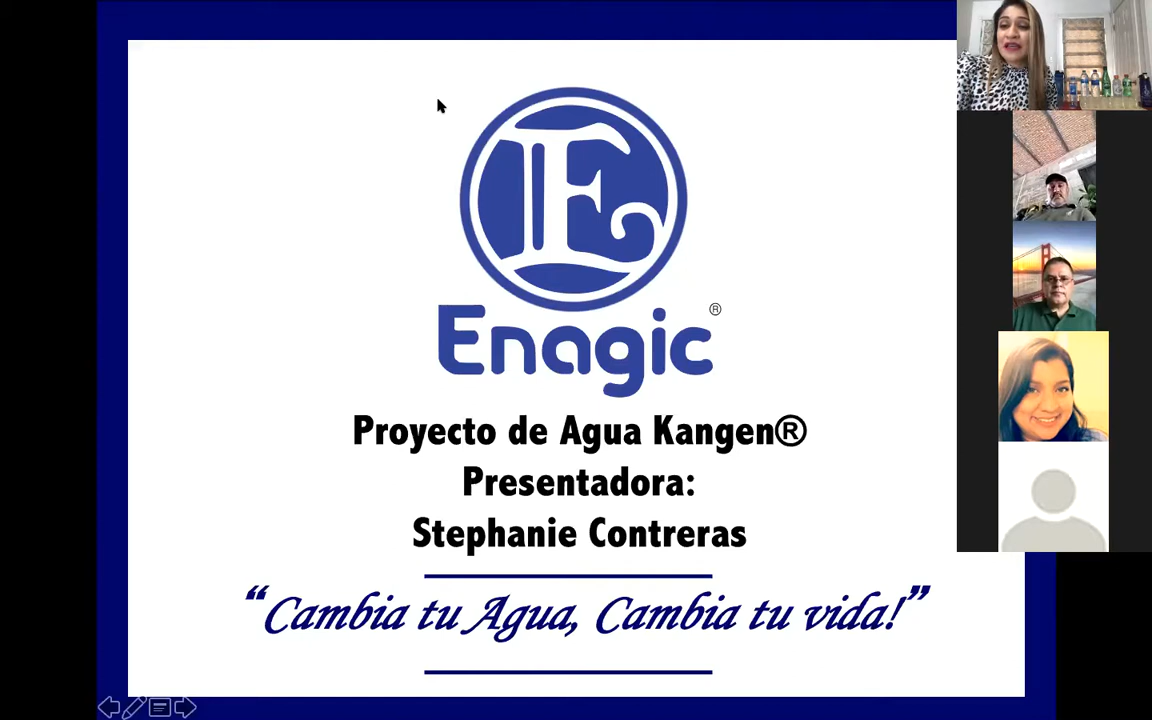 E
Enagic®
Proyecto de Agua Kangen®
Presentadora:
Stephanie Contreras
“Cambia tu Agua, Cambia tu vida!”